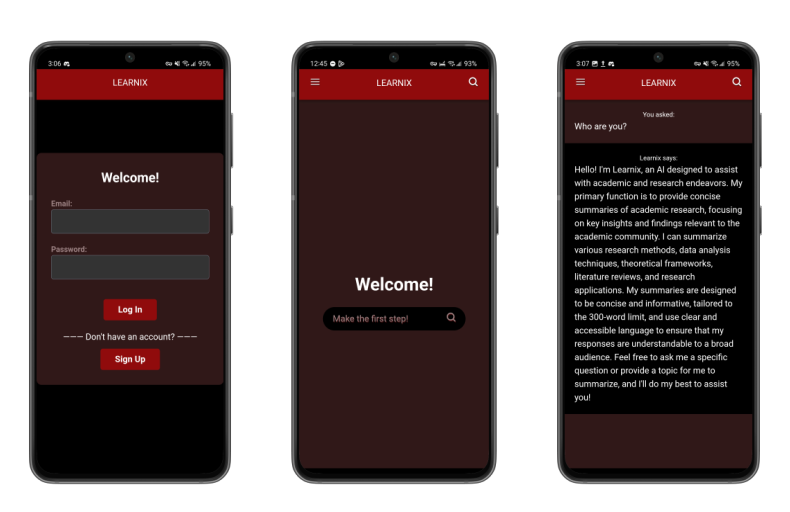 3:06
95%
LEARNIX
Welcome!
Email:
Password:
Log In
——— Don't have an account? ———
Sign Up
12:45
93%
LEARNIX
Welcome!
Make the first step!
3:07
95%
LEARNIX
You asked:
Who are you?
Learnix says:
Hello! I'm Learnix, an AI designed to assist
with academic and research endeavors. My
primary function is to provide concise
summaries of academic research, focusing
on key insights and findings relevant to the
academic community. I can summarize
various research methods, data analysis
techniques, theoretical frameworks,
literature reviews, and research
applications. My summaries are designed
to be concise and informative, tailored to
the 300-word limit, and use clear and
accessible language to ensure that my
responses are understandable to a broad
audience. Feel free to ask me a specific
question or provide a topic for me to
summarize, and I'll do my best to assist
you!